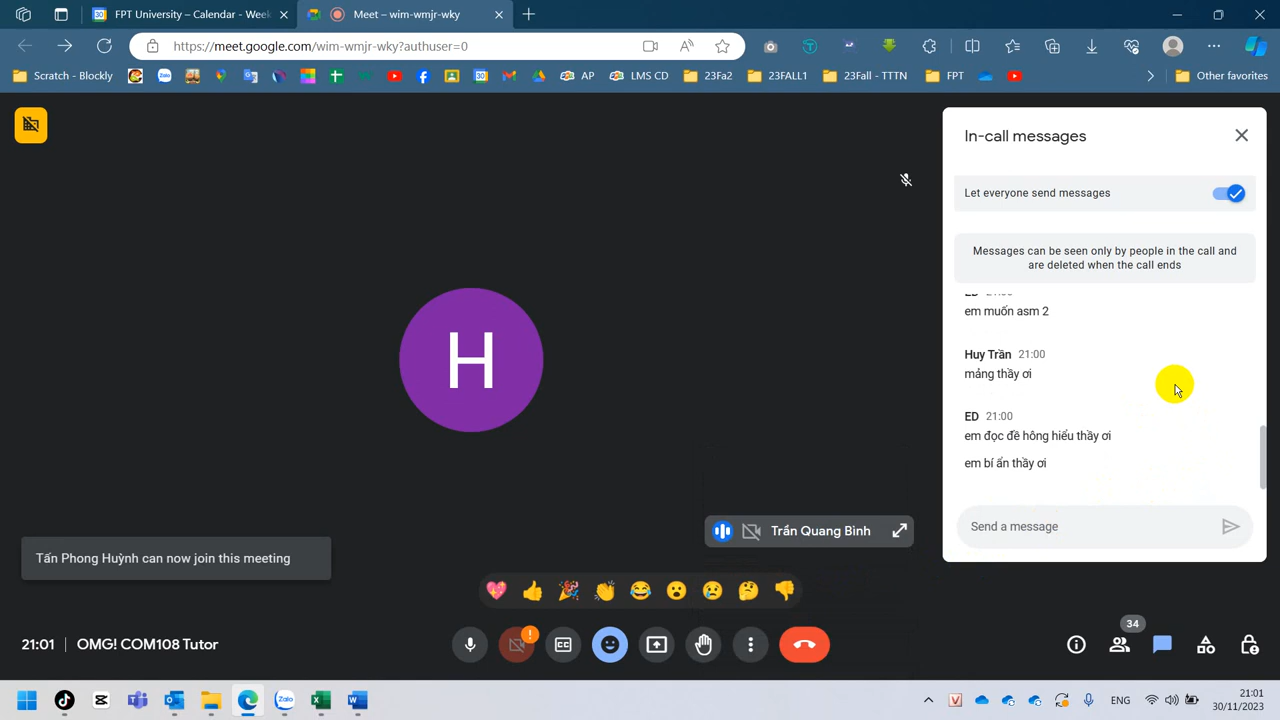 FPT University – Calendar - Week
Meet – wim-wmjr-wky
https://meet.google.com/wim-wmjr-wky?authuser=0
Scratch - Blockly
AP
LMS CD
23Fa2
23FALL1
23Fall - TTTN
FPT
Other favorites
In-call messages
Let everyone send messages
Messages can be seen only by people in the call and
are deleted when the call ends
ED 21:00
em muốn asm 2
Huy Trần 21:00
mảng thầy ơi
ED 21:00
em đọc đề hông hiểu thầy ơi
em bí ẩn thầy ơi
Send a message
H
Trần Quang Bình
Tấn Phong Huỳnh can now join this meeting
34
21:01 | OMG! COM108 Tutor
ENG
21:01
30/11/2023